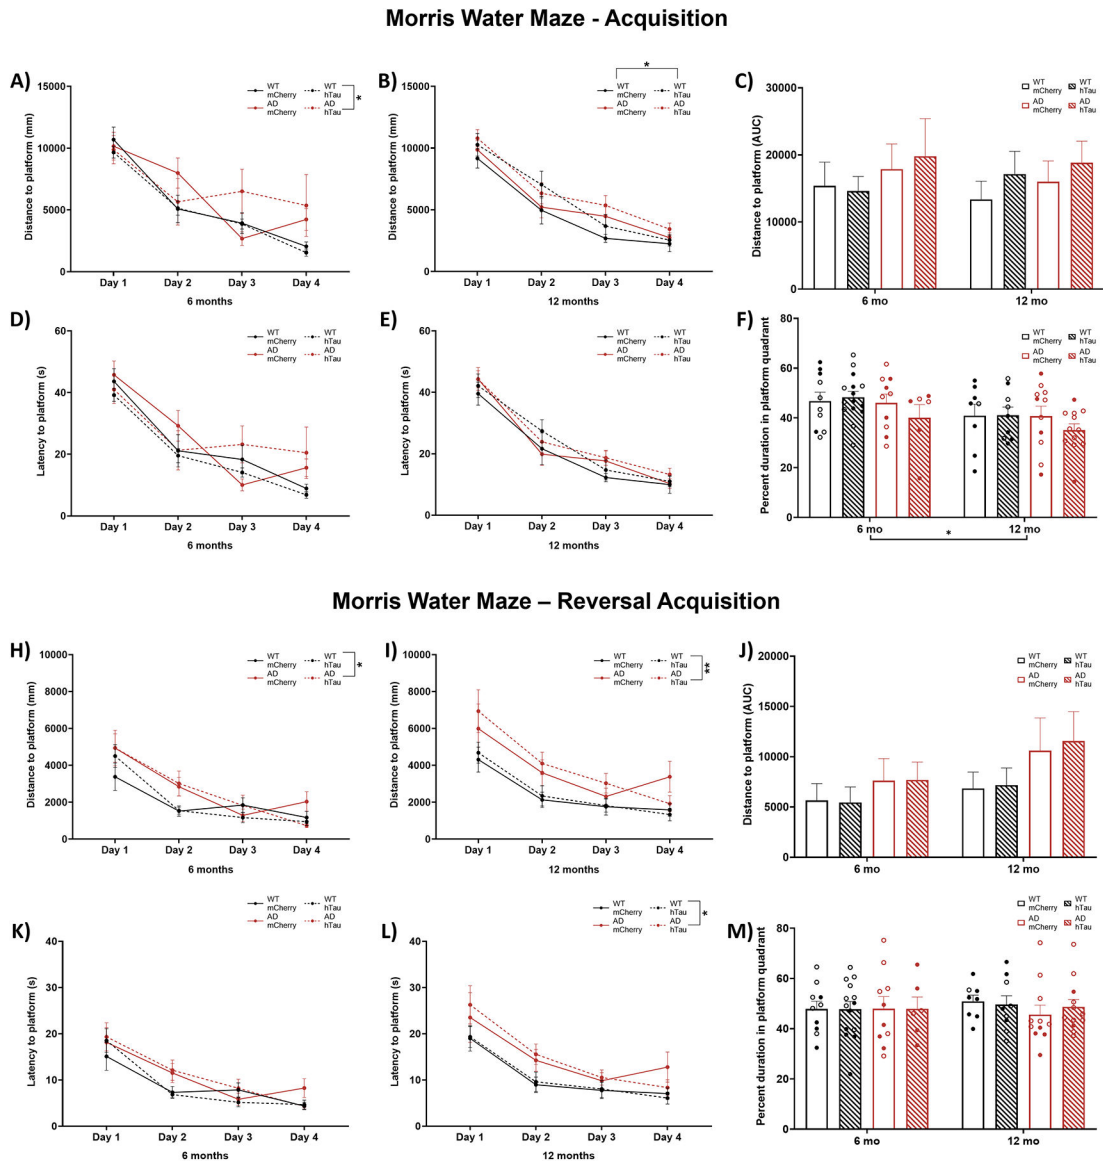 Morris Water Maze - Acquisition
A)
Distance to platform (mm)
15000
10000
5000
0
Day 1 Day 2 Day 3 Day 4
6 months
WT mCherry
WT hTau
AD mCherry
AD hTau
*
B)
Distance to platform (mm)
15000
10000
5000
0
Day 1 Day 2 Day 3 Day 4
12 months
WT mCherry
WT hTau
AD mCherry
AD hTau
*
C)
Distance to platform (AUC)
30000
20000
10000
0
6 mo 12 mo
WT mCherry
WT hTau
AD mCherry
AD hTau
D)
Latency to platform (s)
60
40
20
0
Day 1 Day 2 Day 3 Day 4
6 months
WT mCherry
WT hTau
AD mCherry
AD hTau
E)
Latency to platform (s)
60
40
20
0
Day 1 Day 2 Day 3 Day 4
12 months
WT mCherry
WT hTau
AD mCherry
AD hTau
F)
Percent duration in platform quadrant
80
60
40
20
0
6 mo 12 mo
*
WT mCherry
WT hTau
AD mCherry
AD hTau
Morris Water Maze – Reversal Acquisition
H)
Distance to platform (mm)
10000
8000
6000
4000
2000
0
Day 1 Day 2 Day 3 Day 4
6 months
WT mCherry
WT hTau
AD mCherry
AD hTau
*
I)
Distance to platform (mm)
10000
8000
6000
4000
2000
0
Day 1 Day 2 Day 3 Day 4
12 months
WT mCherry
WT hTau
AD mCherry
AD hTau
**
J)
Distance to platform (AUC)
20000
15000
10000
5000
0
6 mo 12 mo
WT mCherry
WT hTau
AD mCherry
AD hTau
K)
Latency to platform (s)
40
30
20
10
0
Day 1 Day 2 Day 3 Day 4
6 months
WT mCherry
WT hTau
AD mCherry
AD hTau
L)
Latency to platform (s)
40
30
20
10
0
Day 1 Day 2 Day 3 Day 4
12 months
WT mCherry
WT hTau
AD mCherry
AD hTau
*
M)
Percent duration in platform quadrant
80
60
40
20
0
6 mo 12 mo
WT mCherry
WT hTau
AD mCherry
AD hTau